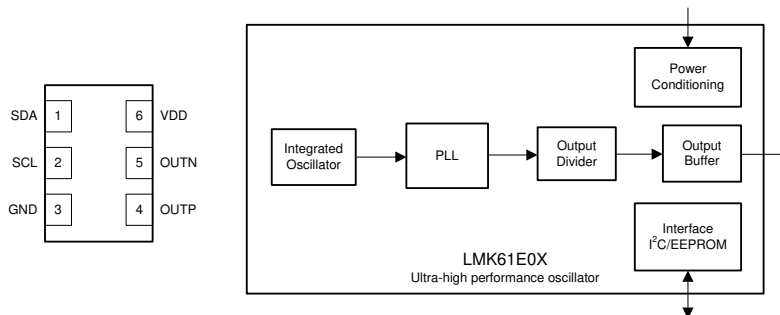 SDA 1 6 VDD
SCL 2 5 OUTN
GND 3 4 OUTP
Power
Conditioning
Integrated
Oscillator
PLL
Output
Divider
Output
Buffer
Interface
I²C/EEPROM
LMK61E0X
Ultra-high performance oscillator